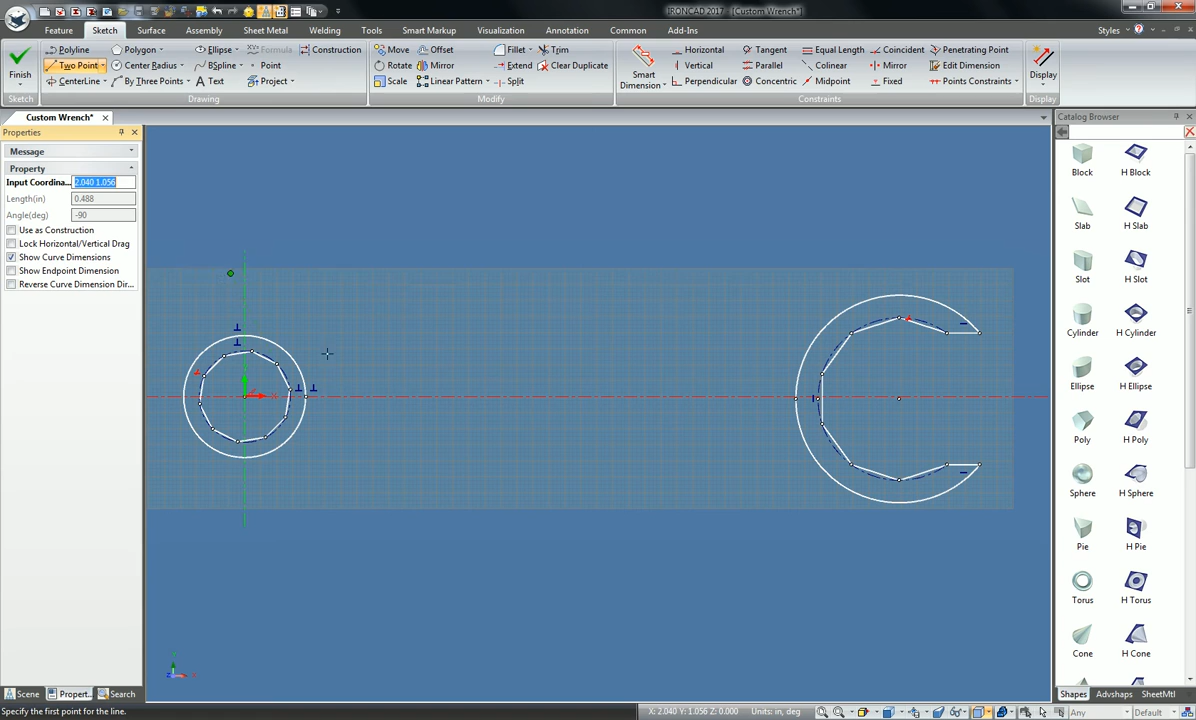 IRONCAD 2017 - [Custom Wrench*]
Feature Sketch Surface Assembly Sheet Metal Welding Tools Smart Markup Visualization Annotation Common Add-Ins Styles
Polyline Polygon Ellipse Formula Construction Move Offset Fillet Trim Horizontal Tangent Equal Length Coincident Penetrating Point
Two Point Center Radius BSpline Point Rotate Mirror Extend Clear Duplicate Vertical Parallel Colinear Mirror Edit Dimension
CenterLine By Three Points Text Project Scale Linear Pattern Split Perpendicular Concentric Midpoint Fixed Points Constraints
Finish Smart Dimension Display
Sketch Drawing Modify Constraints Display
Custom Wrench*
Properties
Message
Property
Input Coordina... 2.040 1.056
Length(in) 0.488
Angle(deg) -90
Use as Construction
Lock Horizontal/Vertical Drag
Show Curve Dimensions
Show Endpoint Dimension
Reverse Curve Dimension Dir...
X
Catalog Browser
Block H Block
Slab H Slab
Slot H Slot
Cylinder H Cylinder
Ellipse H Ellipse
Poly H Poly
Sphere H Sphere
Pie H Pie
Torus H Torus
Cone H Cone
Scene Propert... Search
Shapes Advshaps SheetMtl
Specify the first point for the line.
X: 2.040 Y: 1.056 Z: 0.000 Units: in, deg
Any Default